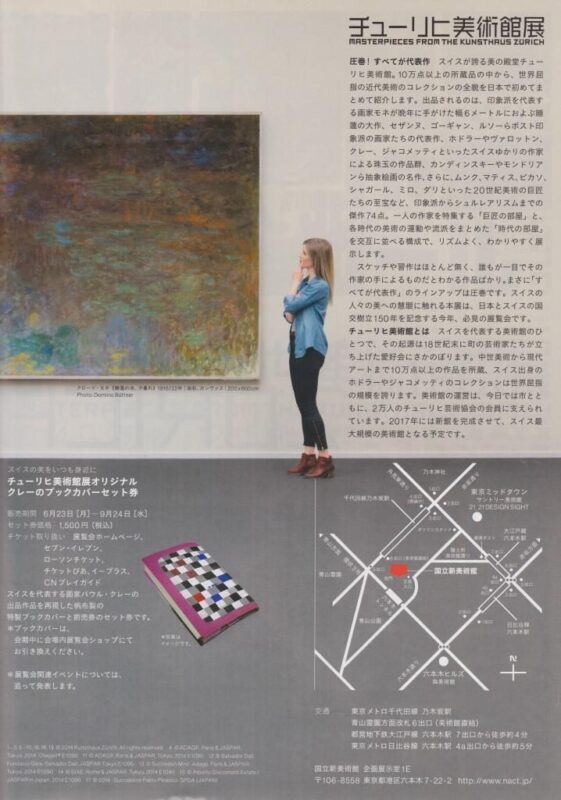 チューリヒ美術館展
MASTERPIECES FROM THE KUNSTHAUS ZÜRICH
圧巻！すべてが代表作　スイスが誇る美の殿堂チュー
リヒ美術館。10万点以上の所蔵品の中から、世界屈
指の近代美術のコレクションの全貌を日本で初めてま
とめて紹介します。出品されるのは、印象派を代表す
る画家モネが晩年に手がけた幅6メートルにおよぶ睡
蓮の大作、セザンヌ、ゴーギャン、ルソーらポスト印
象派の画家たちの代表作、ホドラーやヴァロットン、
クレー、ジャコメッティといったスイスゆかりの作家
による珠玉の作品群、カンディンスキーやモンドリア
ンら抽象絵画の名作、さらに、ムンク、マティス、ピカソ、
シャガール、ミロ、ダリといった20世紀美術の巨匠
たちの至宝など、印象派からシュルレアリスムまでの
傑作74点。一人の作家を特集する「巨匠の部屋」と、
各時代の美術の運動や流派をまとめた「時代の部屋」
を交互に並べる構成で、リズムよく、わかりやすく展
示します。
　スケッチや習作はほとんど無く、誰もが一目でその
作家の手によるものだとわかる作品ばかり。まさに「す
べてが代表作」のラインアップは圧巻です。スイスの
人々の美への慧眼に触れる本展は、日本とスイスの国
交樹立150年を記念する今年、必見の展覧会です。
チューリヒ美術館とは　スイスを代表する美術館のひ
とつで、その起源は18世紀末に町の芸術家たちが立
ち上げた愛好会にさかのぼります。中世美術から現代
アートまで10万点以上の作品を所蔵、スイス出身の
ホドラーやジャコメッティのコレクションは世界屈指
の規模を誇ります。美術館の運営は、今日では市とと
もに、2万人のチューリヒ芸術協会の会員に支えられ
ています。2017年には新館を完成させて、スイス最
大規模の美術館となる予定です。
クロード・モネ《睡蓮の池、夕暮れ》1916/22年｜油彩、カンヴァス｜200×600cm
Photo: Dominic Büttner
スイスの美をいつも身近に
チューリヒ美術館展オリジナル
クレーのブックカバーセット券
販売期間　6月23日［月］—9月24日［水］
セット券価格　1,500円（税込）
チケット取り扱い　展覧会ホームページ、
セブン-イレブン、
ローソンチケット、
チケットぴあ、イープラス、
CNプレイガイド
スイスを代表する画家パウル・クレーの
出品作品を再現した帆布製の
特製ブックカバーと前売券のセット券です。
＊ブックカバーは、
会期中に会場内展覧会ショップにて
お引き換えください。
＊展覧会関連イベントについては、
追って発表します。
＊写真は
イメージです。
乃木神社
千代田線乃木坂駅
東京ミッドタウン
サントリー美術館
21_21 DESIGN SIGHT
大江戸線
六本木駅
国立新美術館
青山霊園
青山公園
日比谷線
六本木駅
六本木ヒルズ
森美術館
N
交通　東京メトロ千代田線 乃木坂駅
青山霊園方面改札6出口（美術館直結）
都営地下鉄大江戸線 六本木駅 7出口から徒歩約4分
東京メトロ日比谷線 六本木駅 4a出口から徒歩約5分
国立新美術館 企画展示室1E
〒106-8558 東京都港区六本木7-22-2 http://www.nact.jp/